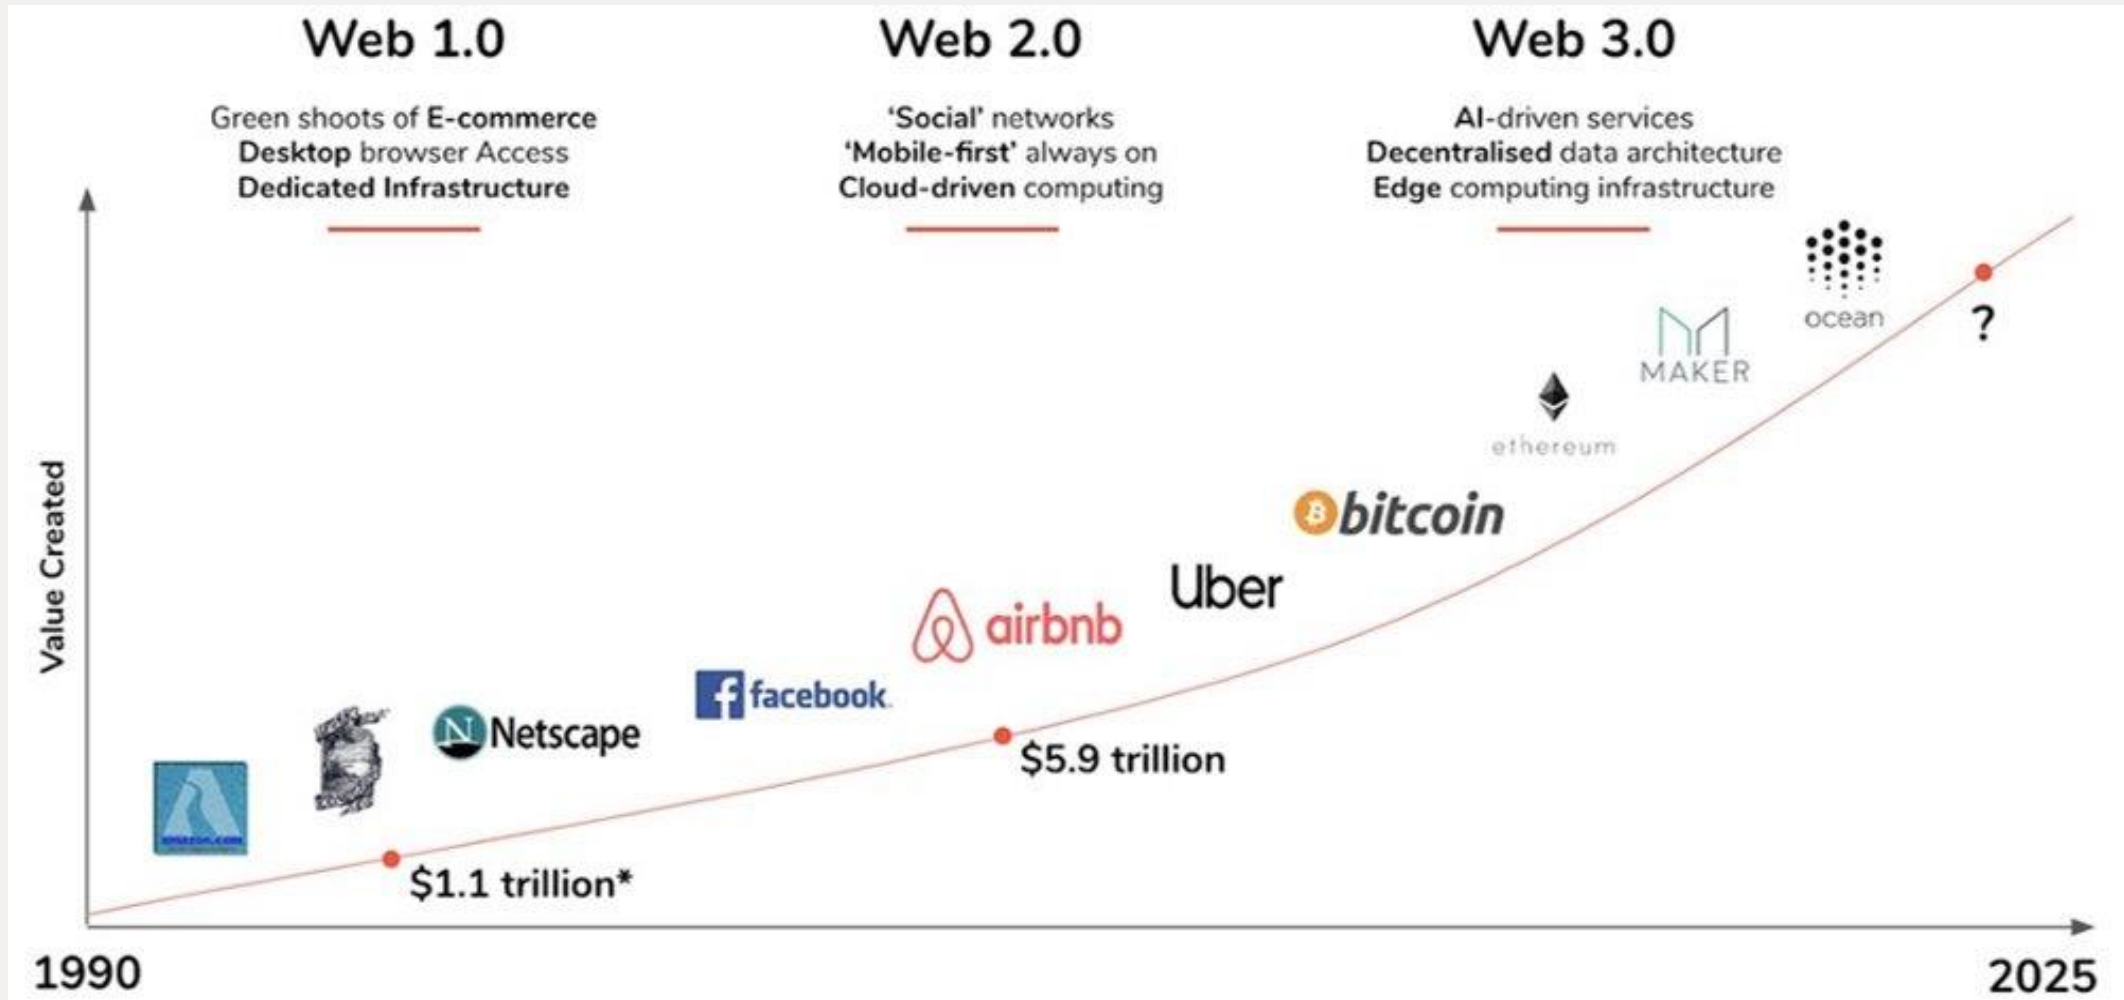 Web 1.0
Green shoots of E-commerce
Desktop browser Access
Dedicated Infrastructure
Web 2.0
‘Social’ networks
‘Mobile-first’ always on
Cloud-driven computing
Web 3.0
AI-driven services
Decentralised data architecture
Edge computing infrastructure
Value Created
amazon.com
N Netscape
f facebook.
airbnb
Uber
bitcoin
ethereum
MAKER
ocean
?
$5.9 trillion
$1.1 trillion*
1990
2025